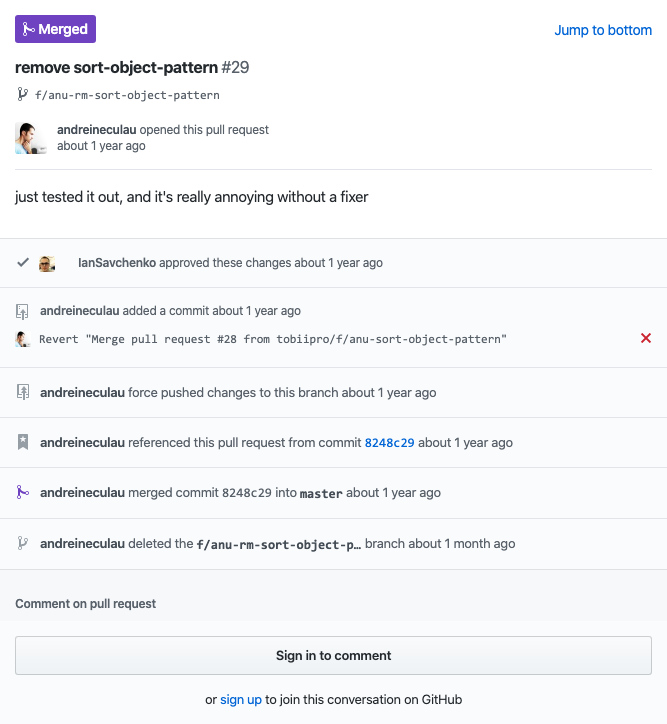 Merged
Jump to bottom
remove sort-object-pattern #29
f/anu-rm-sort-object-pattern
andreineculau opened this pull request
about 1 year ago
just tested it out, and it's really annoying without a fixer
IanSavchenko approved these changes about 1 year ago
andreineculau added a commit about 1 year ago
Revert "Merge pull request #28 from tobiipro/f/anu-sort-object-pattern"
andreineculau force pushed changes to this branch about 1 year ago
andreineculau referenced this pull request from commit 8248c29 about 1 year ago
andreineculau merged commit 8248c29 into master about 1 year ago
andreineculau deleted the f/anu-rm-sort-object-p… branch about 1 month ago
Comment on pull request
Sign in to comment
or sign up to join this conversation on GitHub